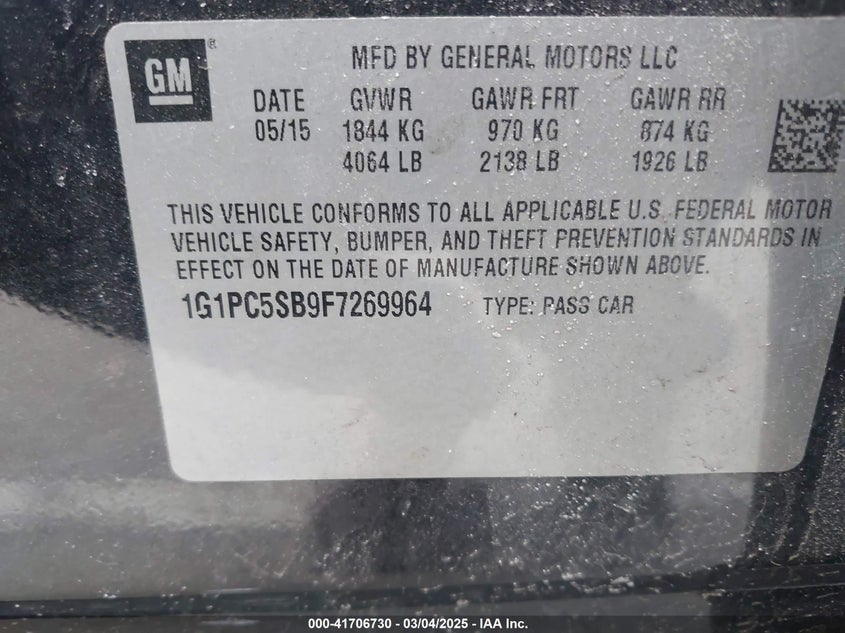 GM®
MFD BY GENERAL MOTORS LLC
DATE GVWR GAWR FRT GAWR RR
05/15 1844 KG 970 KG 874 KG
4064 LB 2138 LB 1926 LB
THIS VEHICLE CONFORMS TO ALL APPLICABLE U.S. FEDERAL MOTOR
VEHICLE SAFETY, BUMPER, AND THEFT PREVENTION STANDARDS IN
EFFECT ON THE DATE OF MANUFACTURE SHOWN ABOVE.
1G1PC5SB9F7269964 TYPE: PASS CAR
000-41706730 - 03/04/2025 - IAA Inc.